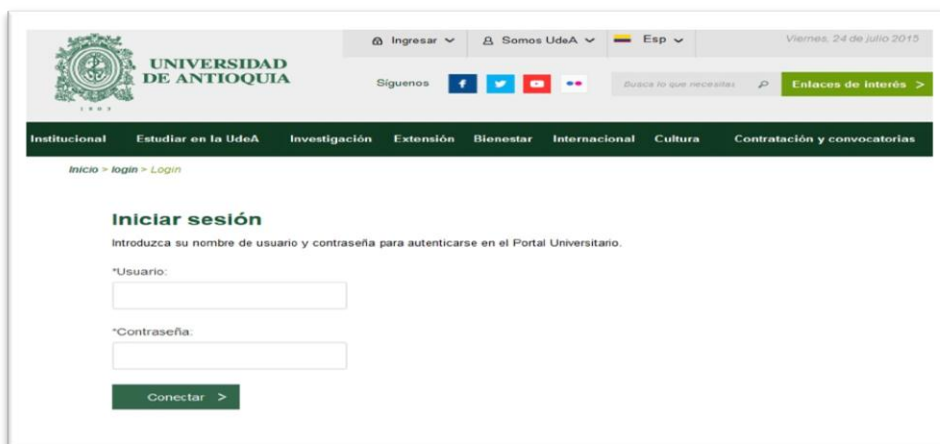 Ingresar
Somos UdeA
Esp
Viernes, 24 de julio 2015
UNIVERSIDAD
DE ANTIOQUIA
1803
Síguenos
Busca lo que necesitas
Enlaces de interés >
Institucional Estudiar en la UdeA Investigación Extensión Bienestar Internacional Cultura Contratación y convocatorias
Inicio > login > Login
Iniciar sesión
Introduzca su nombre de usuario y contraseña para autenticarse en el Portal Universitario.
*Usuario:
*Contraseña:
Conectar >